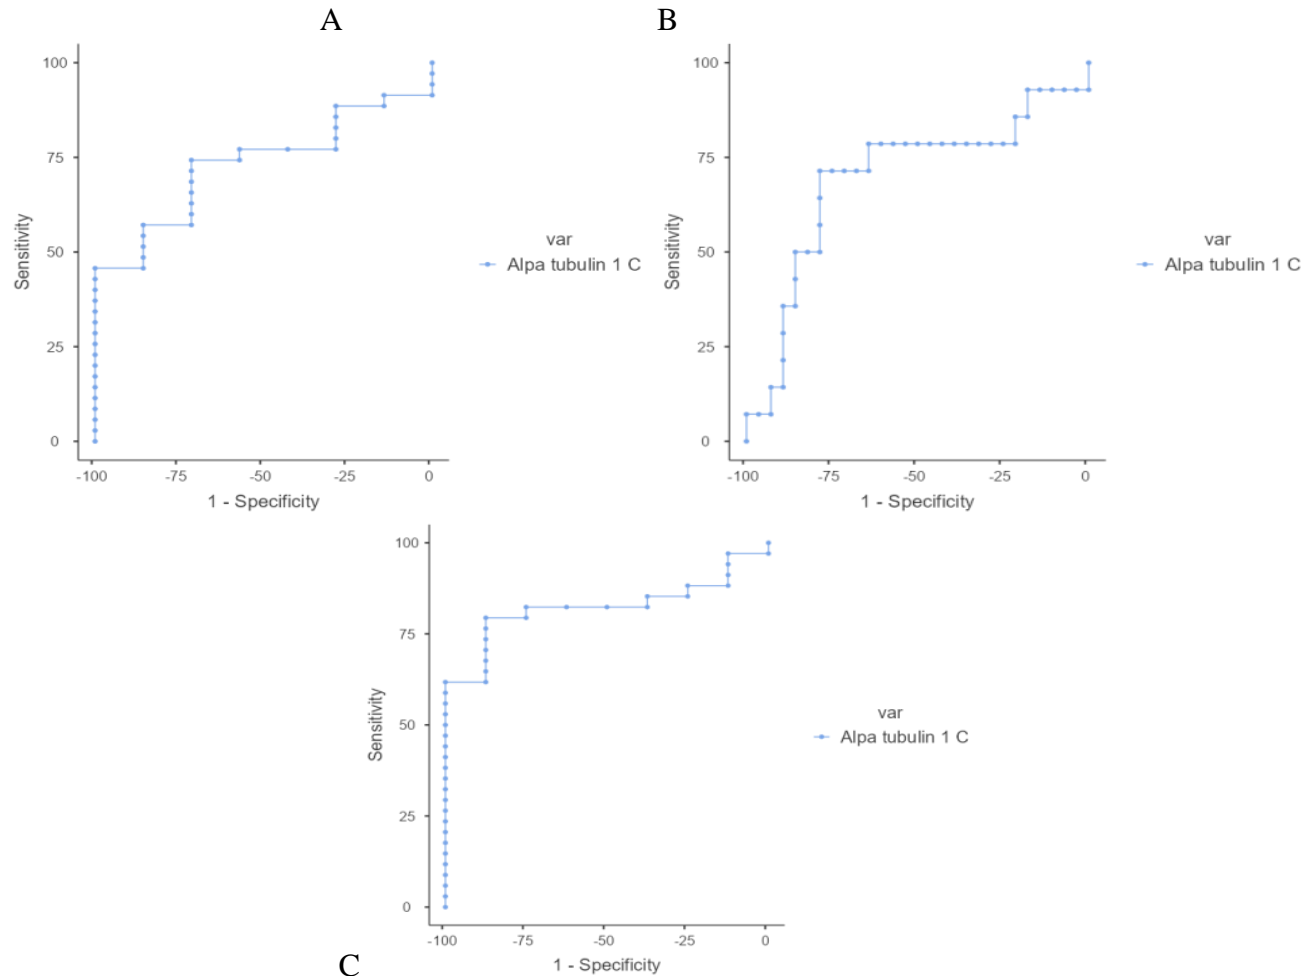 A
100
75
50
25
0
Sensitivity
-100 -75 -50 -25 0
1 - Specificity
var
Alpa tubulin 1 C
B
100
75
50
25
0
Sensitivity
-100 -75 -50 -25 0
1 - Specificity
var
Alpa tubulin 1 C
100
75
50
25
0
Sensitivity
-100 -75 -50 -25 0
1 - Specificity
var
Alpa tubulin 1 C
C